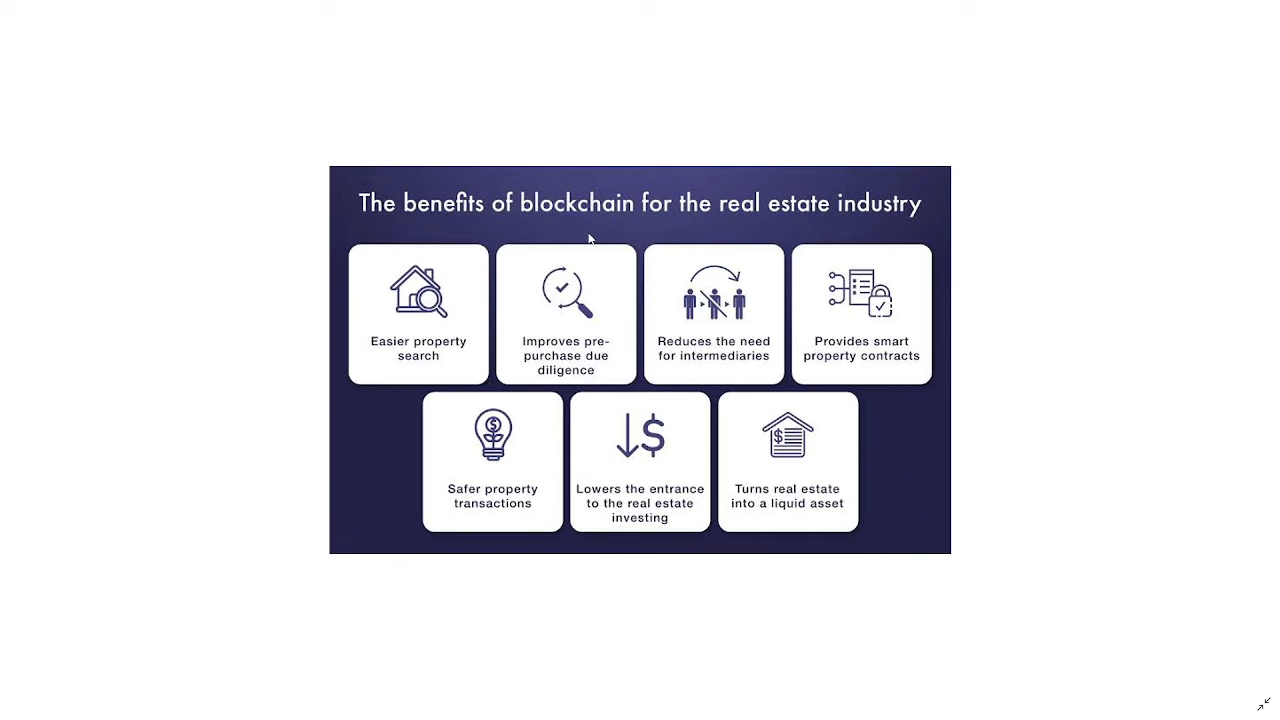 The benefits of blockchain for the real estate industry
Easier property
search
Improves pre-
purchase due
diligence
Reduces the need
for intermediaries
Provides smart
property contracts
Safer property
transactions
Lowers the entrance
to the real estate
investing
Turns real estate
into a liquid asset